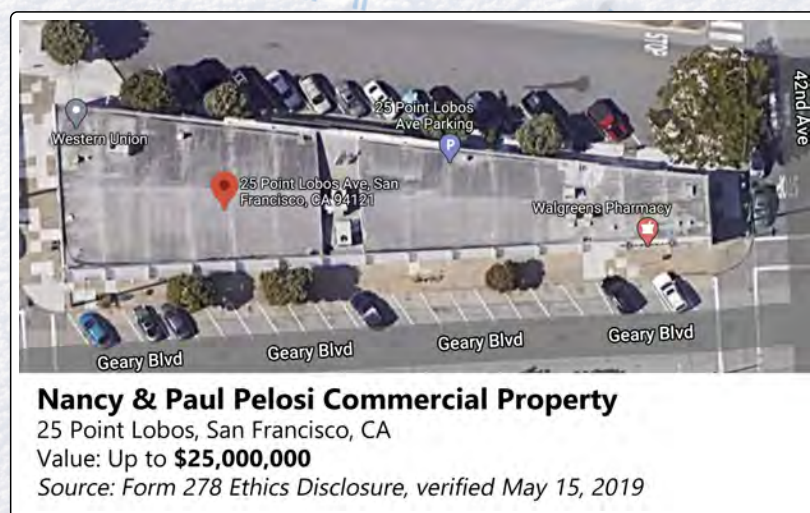 STOP
42nd Ave
25 Point Lobos
Ave Parking
P
Western Union
25 Point Lobos Ave, San
Francisco, CA 94121
Walgreens Pharmacy
Geary Blvd
Geary Blvd
Geary Blvd
Geary Blvd
Nancy & Paul Pelosi Commercial Property
25 Point Lobos, San Francisco, CA
Value: Up to $25,000,000
Source: Form 278 Ethics Disclosure, verified May 15, 2019